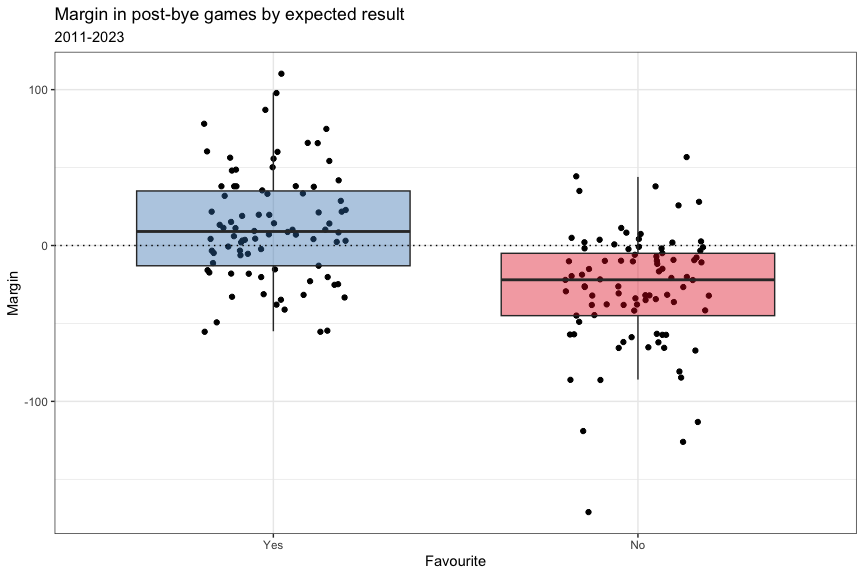 Margin in post-bye games by expected result
2011-2023
100
0
-100
Margin
Yes
No
Favourite